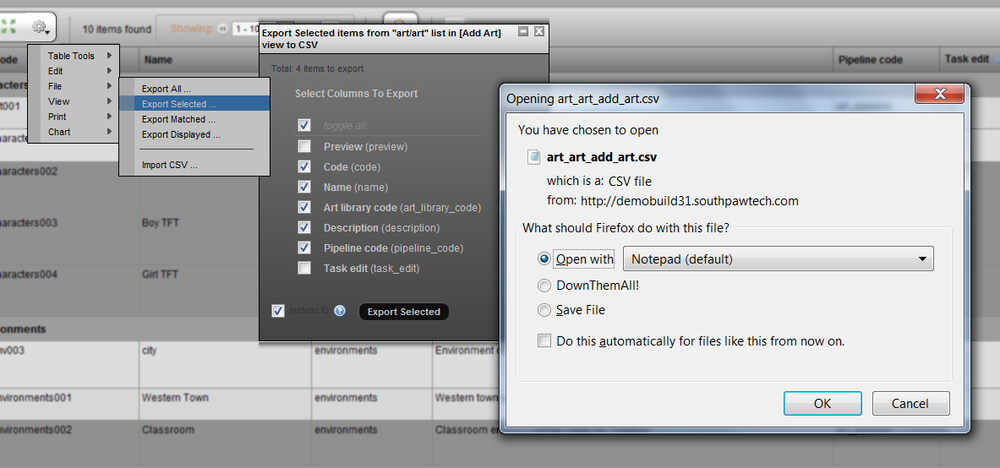 10 items found
Showing:
1 - 10
ode
Name
Pipeline code
Task edit
Table Tools
Edit
File
View
Print
Chart
Export All ...
Export Selected ...
Export Matched ...
Export Displayed ...
Import CSV ...
Export Selected items from "art/art" list in [Add Art]
view to CSV
Total: 4 items to export
Select Columns To Export
toggle all
Preview (preview)
Code (code)
Name (name)
Art library code (art_library_code)
Description (description)
Pipeline code (pipeline_code)
Task edit (task_edit)
Include ID
Export Selected
Opening art_art_add_art.csv
You have chosen to open
art_art_add_art.csv
which is a: CSV file
from: http://demobuild31.southpawtech.com
What should Firefox do with this file?
Open with
Notepad (default)
DownThemAll!
Save File
Do this automatically for files like this from now on.
OK
Cancel
aracters002
aracters003
Boy TFT
aracters004
Girl TFT
ironments
nv003
city
environments
Environment
nvironments001
Western Town
environments
Western town
nvironments002
Classroom
environments
Classroom